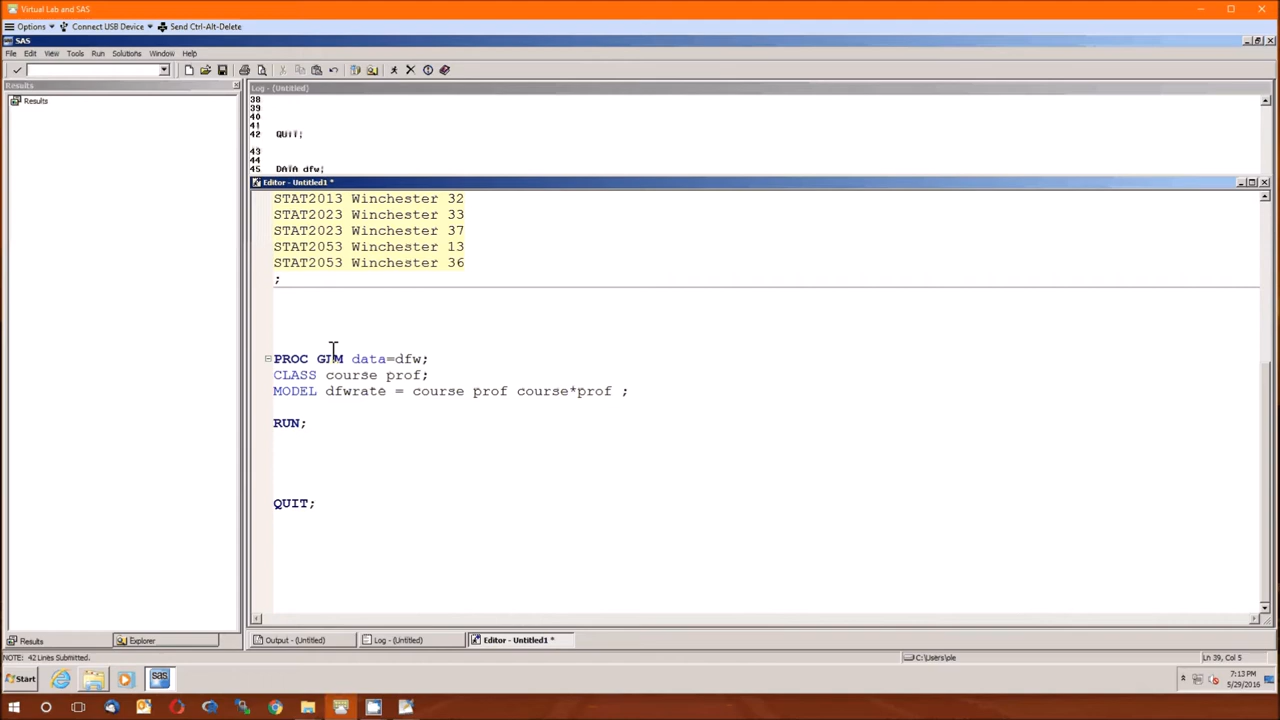 Virtual Lab and SAS
Options Connect USB Device Send Ctrl-Alt-Delete
SAS
File Edit View Tools Run Solutions Window Help
Results
Results
Log - (Untitled)
38
39
40
41
42 QUIT;
43
44
45 DATA dfw;
Editor - Untitled1 *
STAT2013 Winchester 32
STAT2023 Winchester 33
STAT2023 Winchester 37
STAT2053 Winchester 13
STAT2053 Winchester 36
;
PROC GLM data=dfw;
CLASS course prof;
MODEL dfwrate = course prof course*prof ;
RUN;
QUIT;
Results Explorer Output - (Untitled) Log - (Untitled) Editor - Untitled1 *
NOTE: 42 Lines Submitted. C:\Users\ple Ln 39, Col 5
Start 7:13 PM
5/29/2016